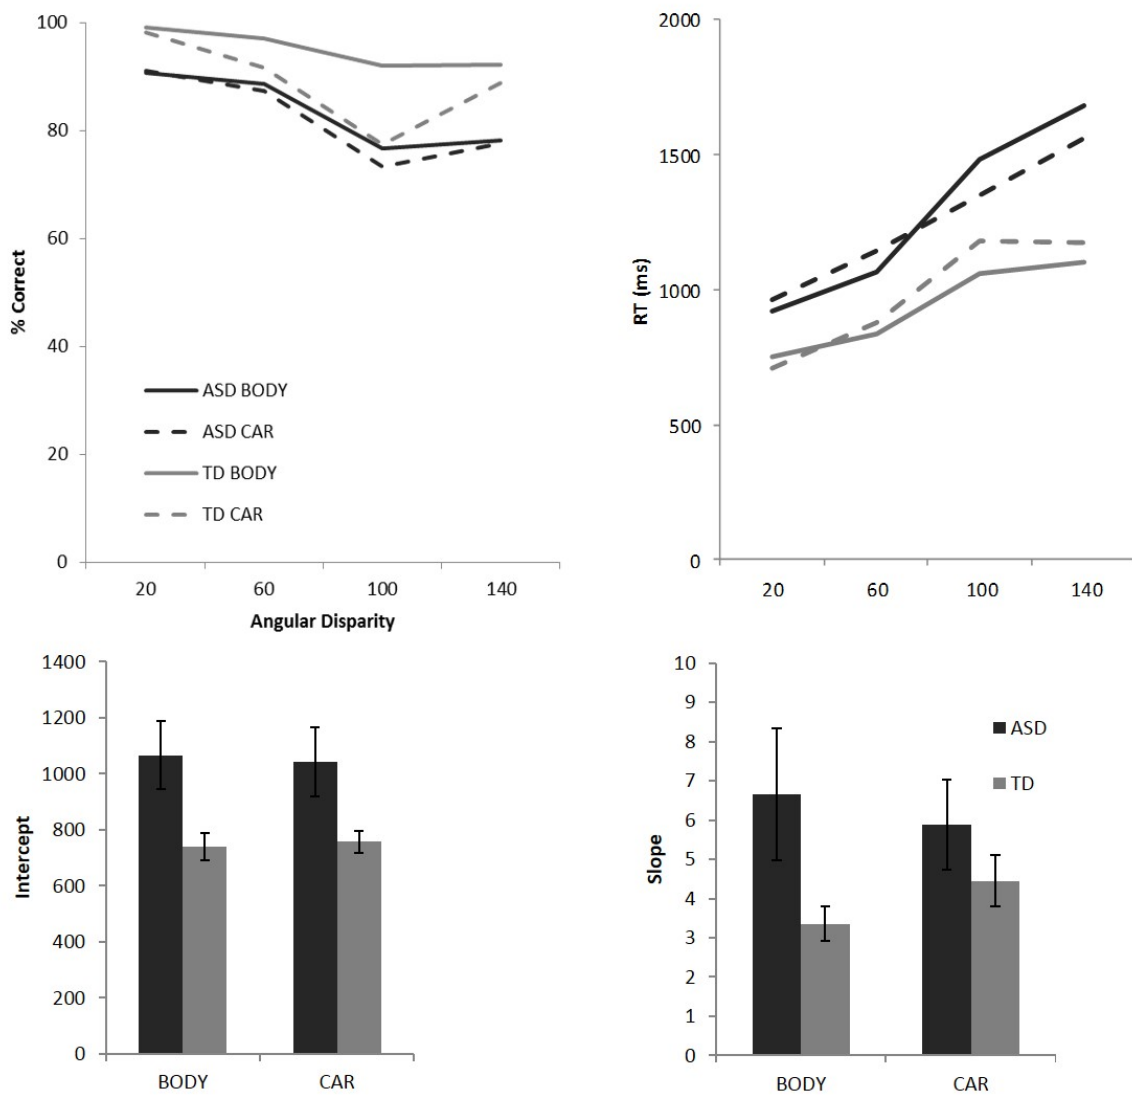 100
80
60
40
20
0
% Correct
ASD BODY
ASD CAR
TD BODY
TD CAR
20 60 100 140
Angular Disparity
2000
1500
1000
500
0
RT (ms)
20 60 100 140
1400
1200
1000
800
600
400
200
0
Intercept
BODY CAR
10
9
8
7
6
5
4
3
2
1
0
Slope
ASD
TD
BODY CAR